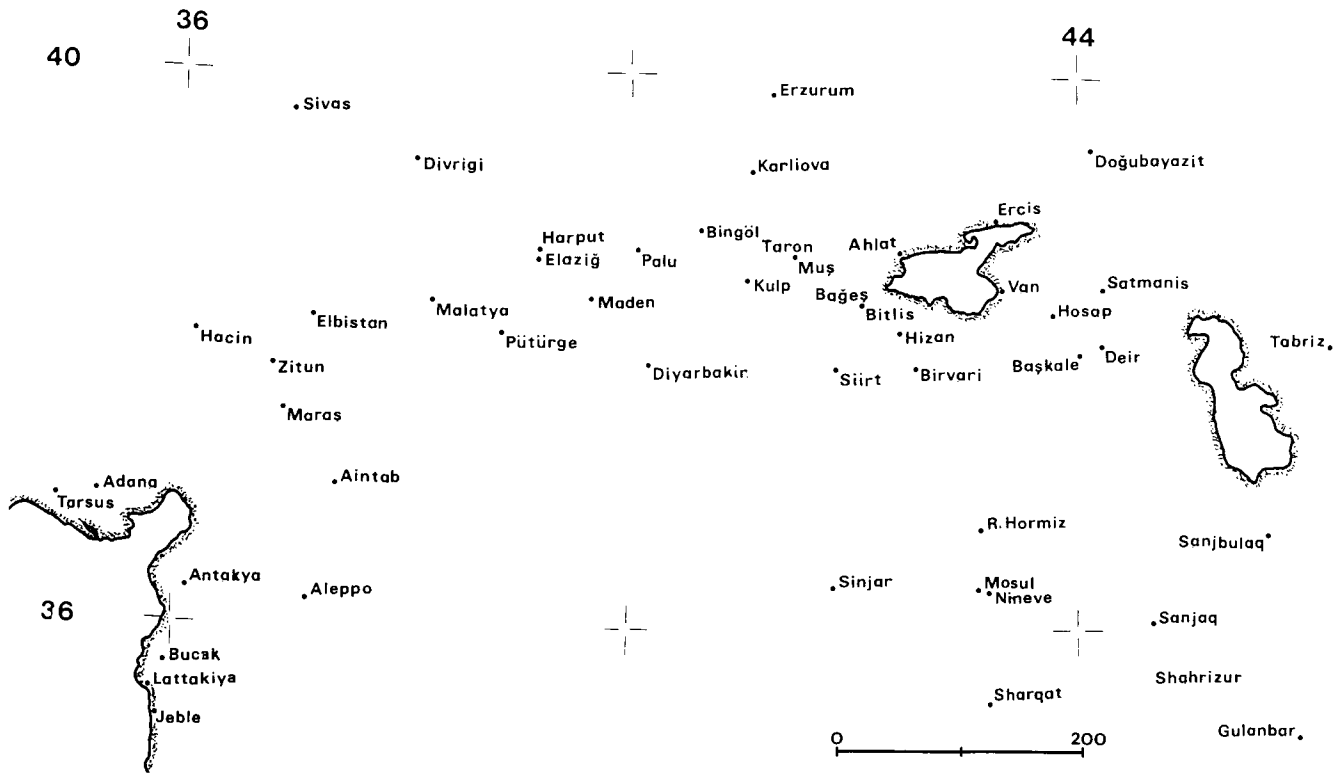 36
44
40
Sivas
Erzurum
Divrigi
Karliova
Doğubayazit
Ercis
Harput
Elaziğ
Palu
Bingöl
Taron
Muş
Ahlat
Kulp
Bağeş
Bitlis
Van
Satmanis
Hosap
Hacin
Elbistan
Malatya
Maden
Pütürge
Hizan
Tabriz
Zitun
Diyarbakir
Siirt
Birvari
Başkale
Deir
Maraş
Aintab
Adana
Tarsus
R.Hormiz
Sanjbulaq
Antakya
Aleppo
Sinjar
Mosul
Nineve
36
Sanjaq
Bucak
Lattakiya
Jeble
Shahrizur
Sharqat
Gulanbar
0
200